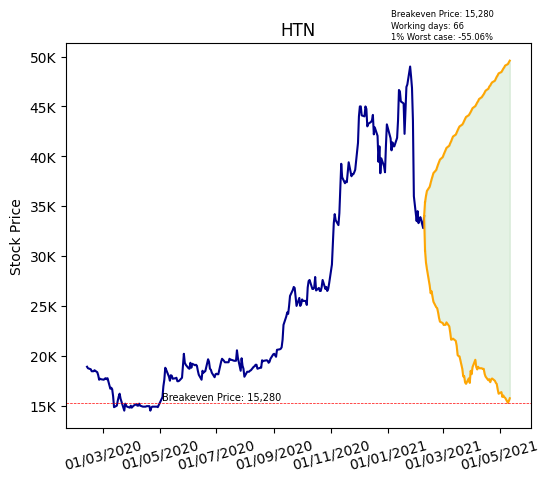 Breakeven Price: 15,280
Working days: 66
1% Worst case: -55.06%
HTN
Stock Price
50K
45K
40K
35K
30K
25K
20K
15K
Breakeven Price: 15,280
01/03/2020
01/05/2020
01/07/2020
01/09/2020
01/11/2020
01/01/2021
01/03/2021
01/05/2021